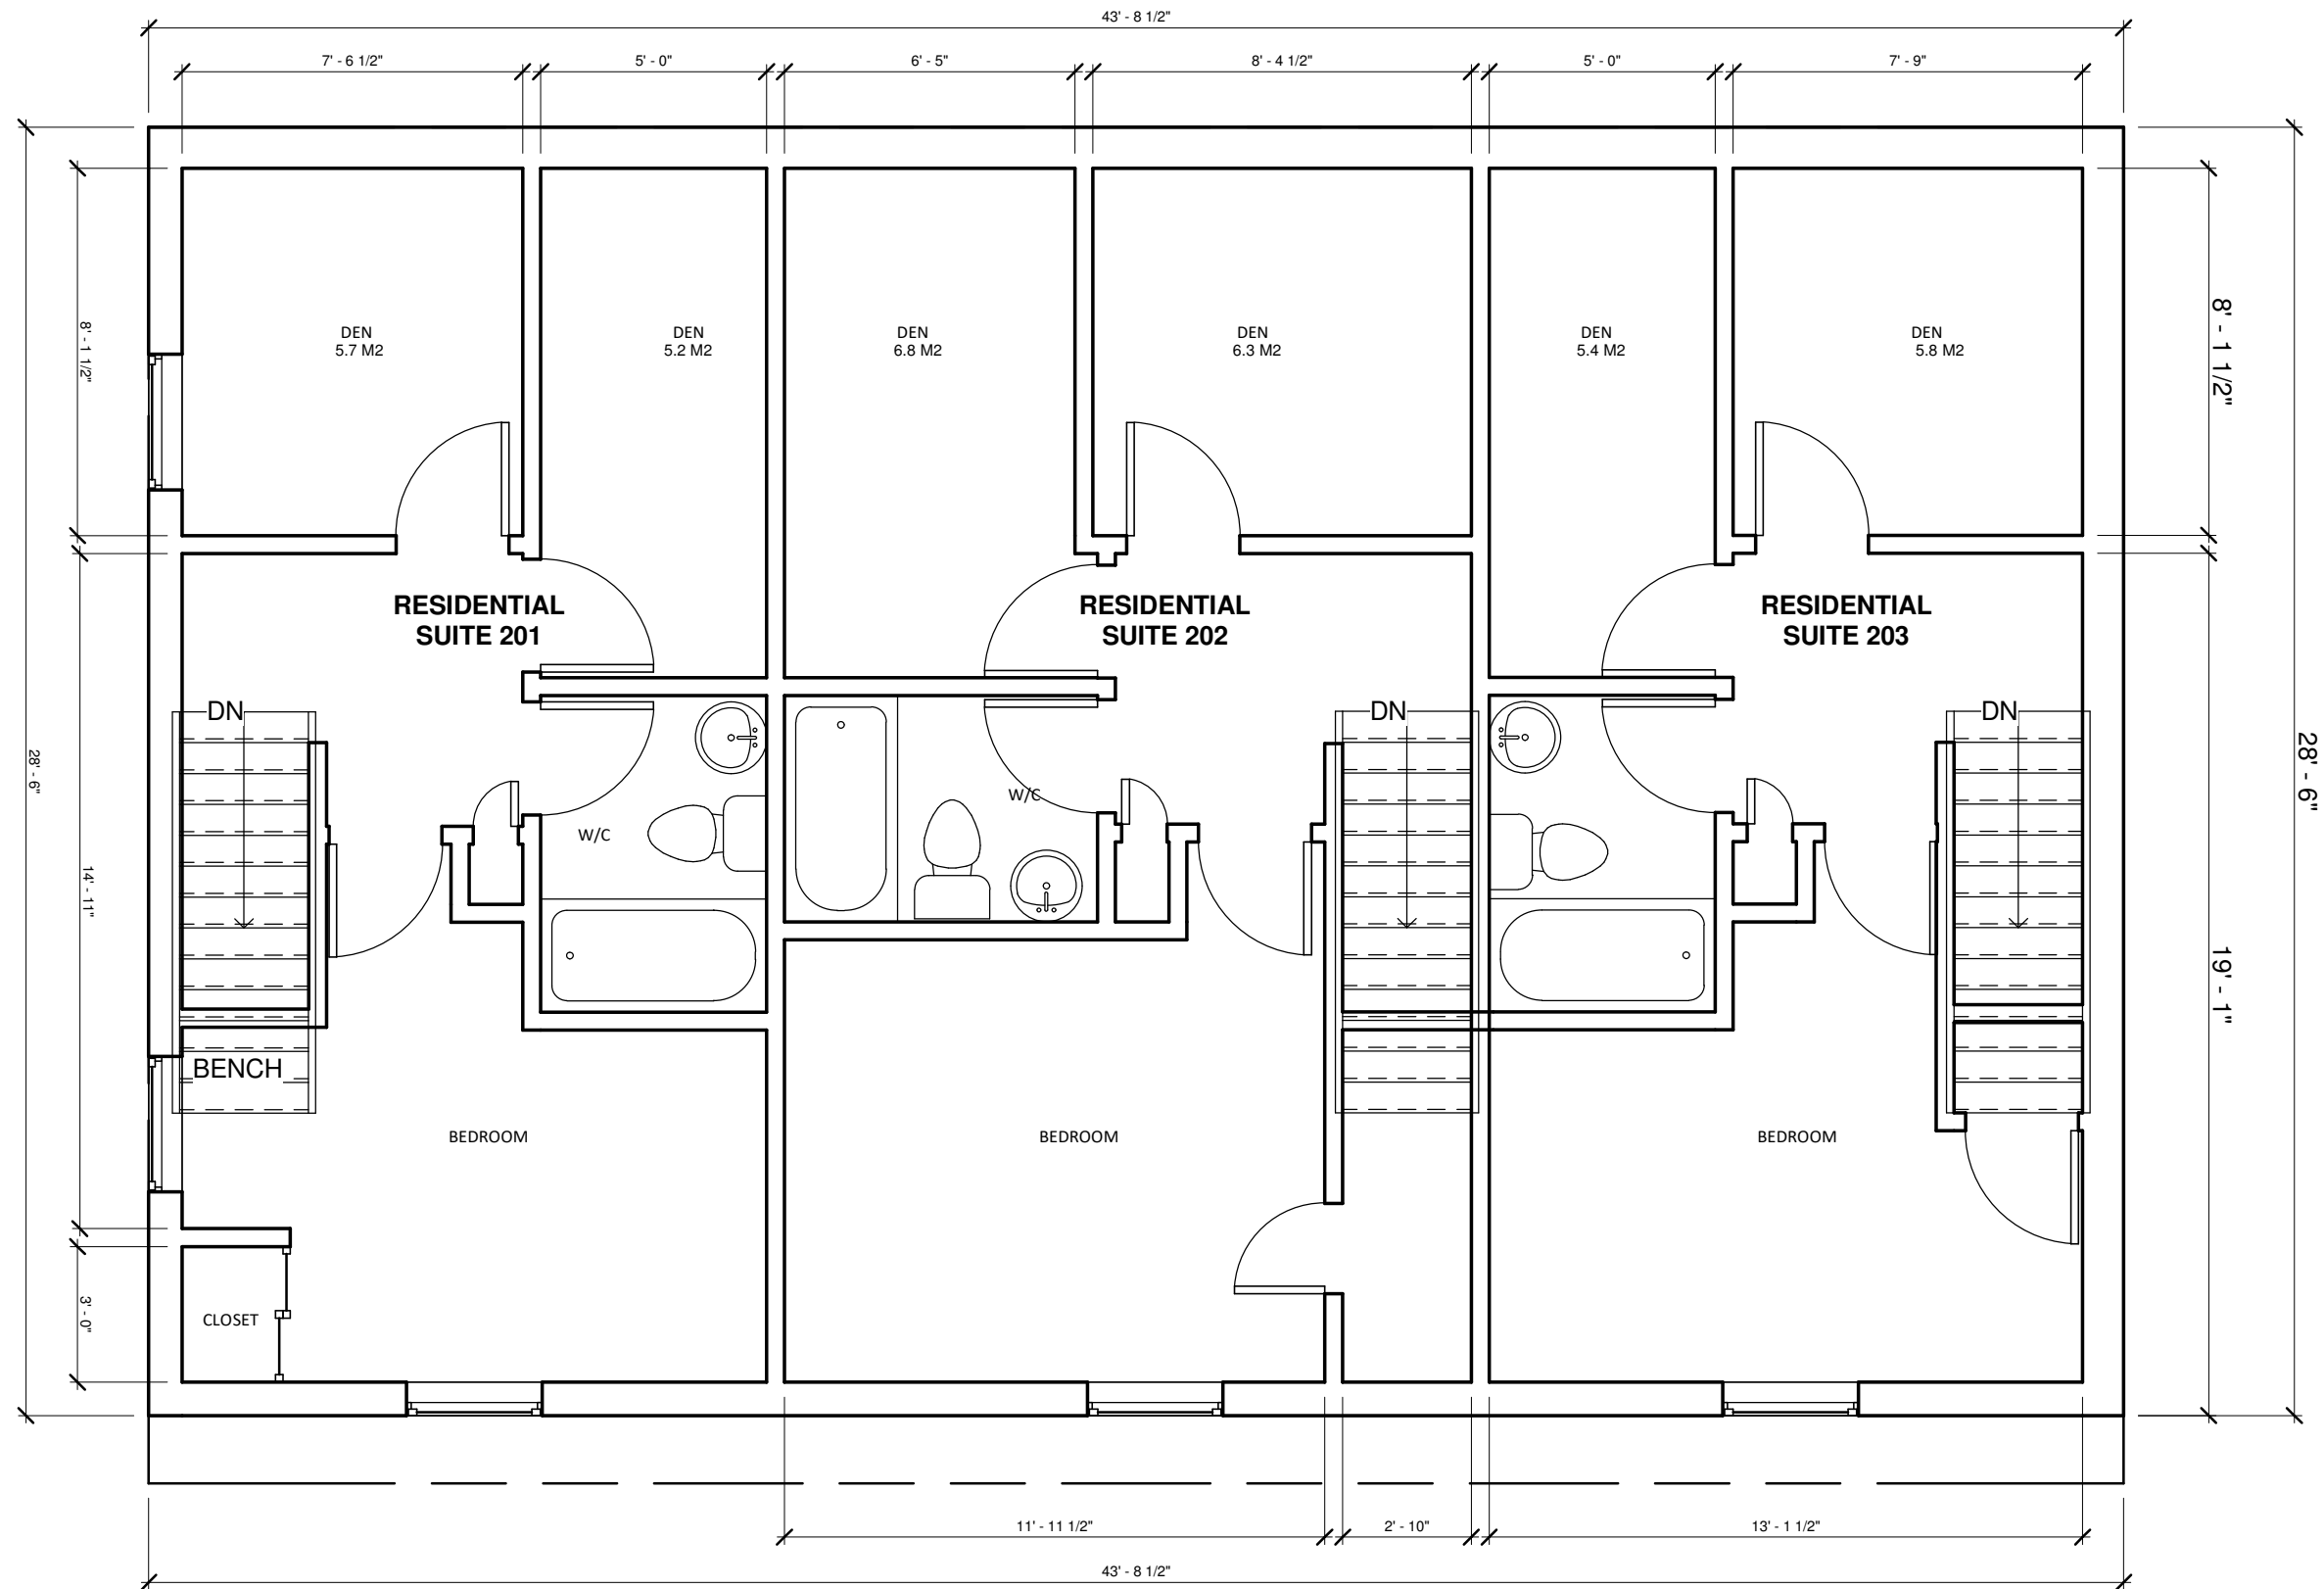 43' - 8 1/2"
7' - 6 1/2"
5' - 0"
6' - 5"
8' - 4 1/2"
5' - 0"
7' - 9"
8' - 1 1/2"
8' - 1 1/2"
DEN
5.7 M2
DEN
5.2 M2
DEN
6.8 M2
DEN
6.3 M2
DEN
5.4 M2
DEN
5.8 M2
RESIDENTIAL
SUITE 201
RESIDENTIAL
SUITE 202
RESIDENTIAL
SUITE 203
DN
DN
DN
28' - 6"
28' - 6"
W/C
W/C
14' - 11"
19' - 1"
BENCH
BEDROOM
BEDROOM
BEDROOM
3' - 0"
CLOSET
11' - 11 1/2"
2' - 10"
13' - 1 1/2"
43' - 8 1/2"